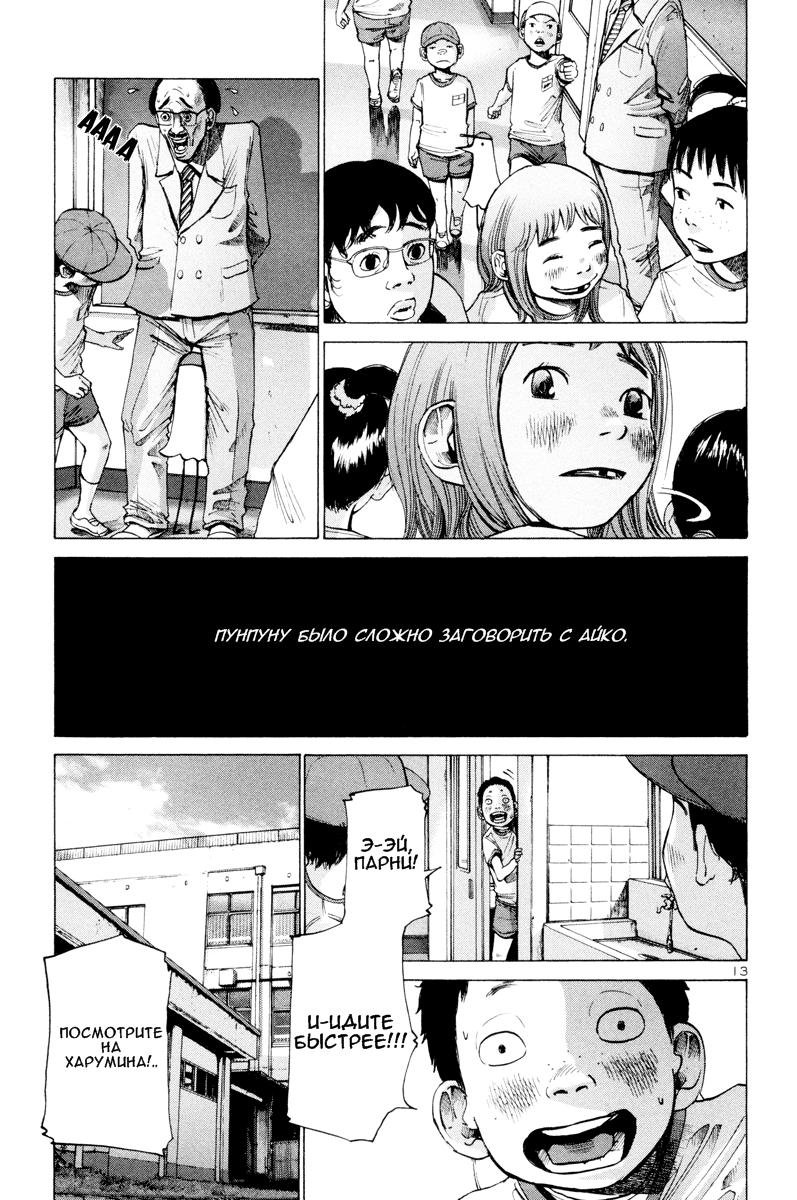 АААА
ПУНПУНУ БЫЛО СЛОЖНО ЗАГОВОРИТЬ С АЙКО.
Э-ЭЙ,
ПАРНИ!
13
И-ИДИТЕ
БЫСТРЕЕ!!!
ПОСМОТРИТЕ
НА
ХАРУМИНА!..